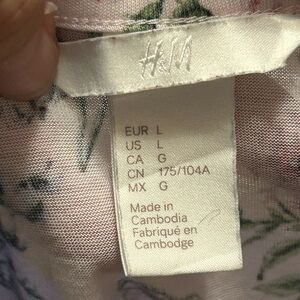 H&M
EUR L
US L
CA G
CN 175/104A
MX G
Made in
Cambodia
Fabriqué en
Cambodge